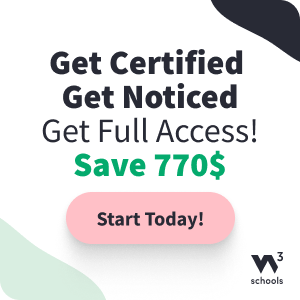 Get Certified
Get Noticed
Get Full Access!
Save 770$
Start Today!
w3
schools